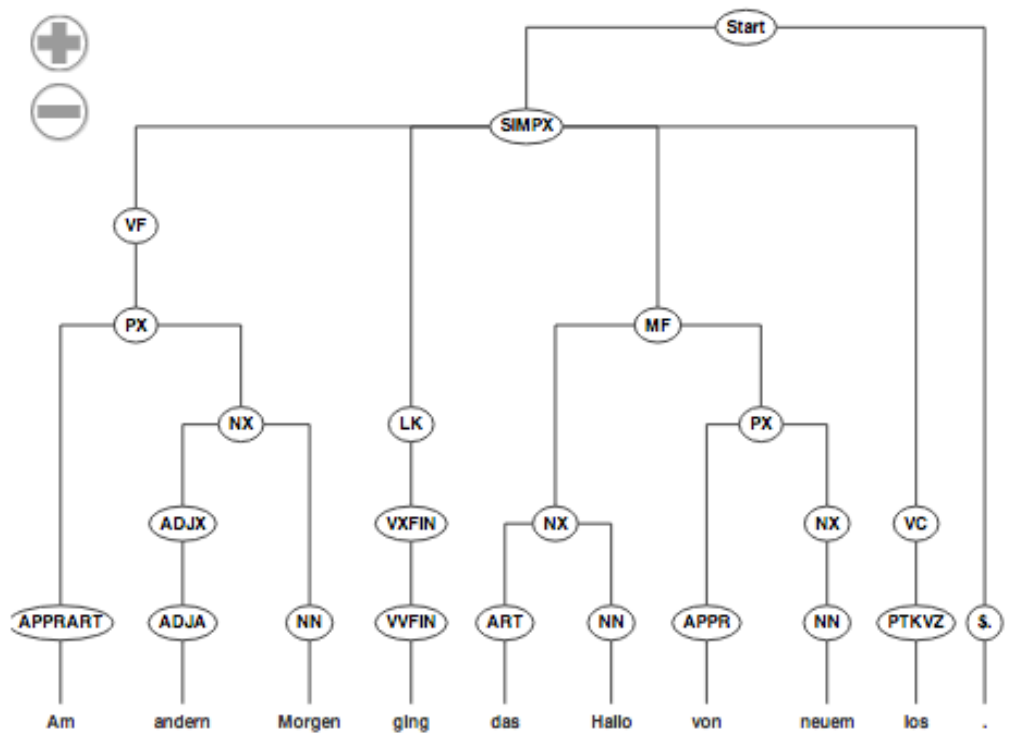 Start
SIMPX
VF
PX MF
NX LK PX
ADJX VXFIN NX NX VC
APPRART ADJA NN VVFIN ART NN APPR NN PTKVZ $.
Am andern Morgen ging das Hallo von neuem los .